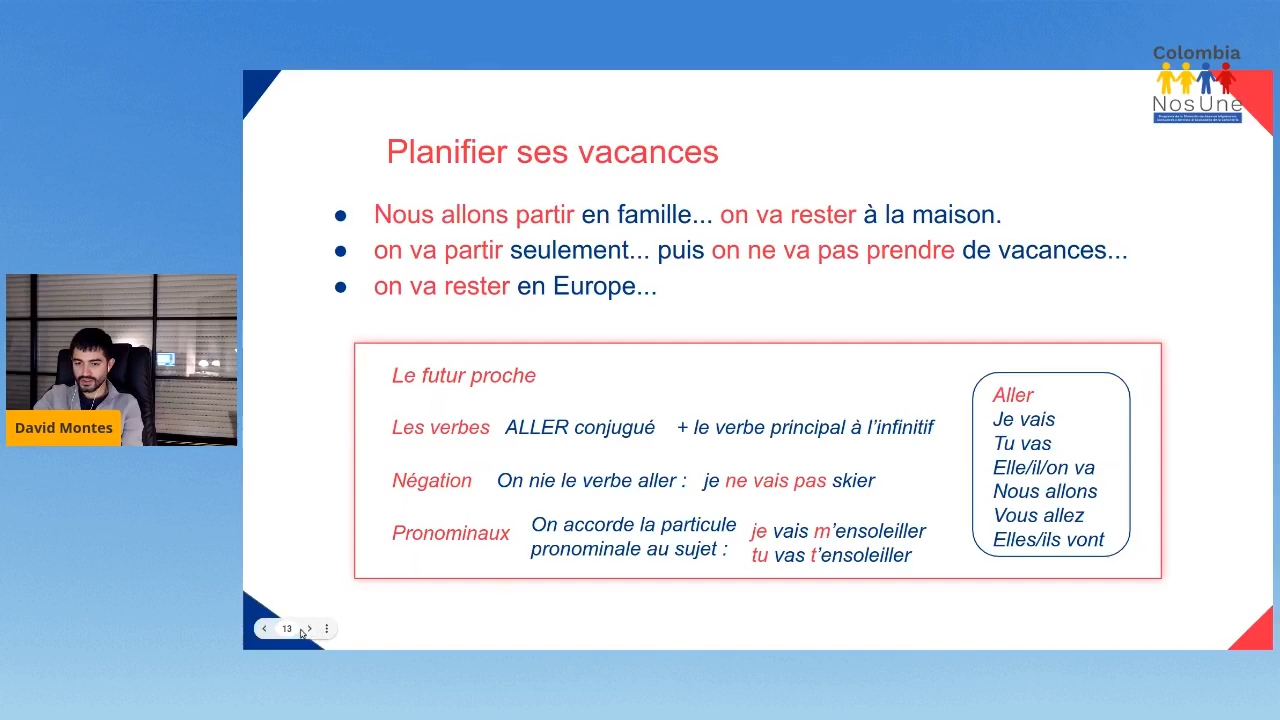 Colombia
NosUne
Planifier ses vacances
● Nous allons partir en famille... on va rester à la maison.
● on va partir seulement... puis on ne va pas prendre de vacances...
● on va rester en Europe...
Le futur proche
Les verbes ALLER conjugué + le verbe principal à l’infinitif
Négation On nie le verbe aller : je ne vais pas skier
Pronominaux On accorde la particule
pronominale au sujet :
je vais m’ensoleiller
tu vas t’ensoleiller
Aller
Je vais
Tu vas
Elle/il/on va
Nous allons
Vous allez
Elles/ils vont
David Montes
13